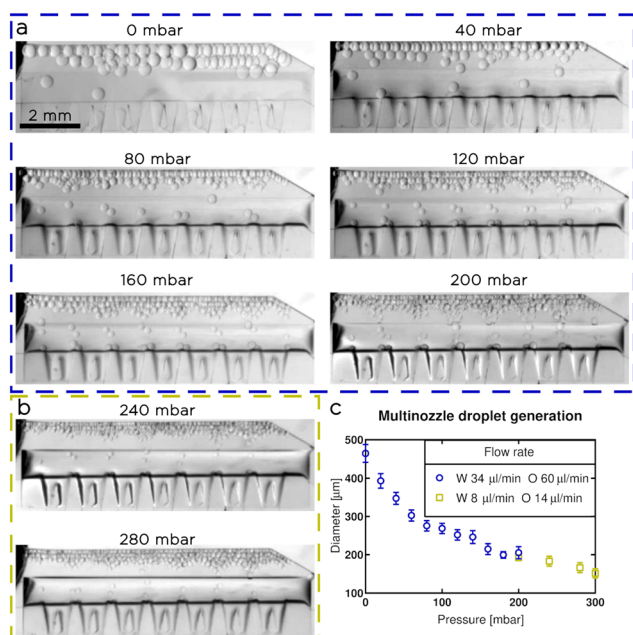 a
0 mbar
40 mbar
2 mm
80 mbar
120 mbar
160 mbar
200 mbar
b
240 mbar
280 mbar
c
Multinozzle droplet generation
Flow rate
W 34 µl/min O 60 µl/min
W 8 µl/min O 14 µl/min
Diameter [µm]
500
400
300
200
100
0
100
200
300
Pressure [mbar]